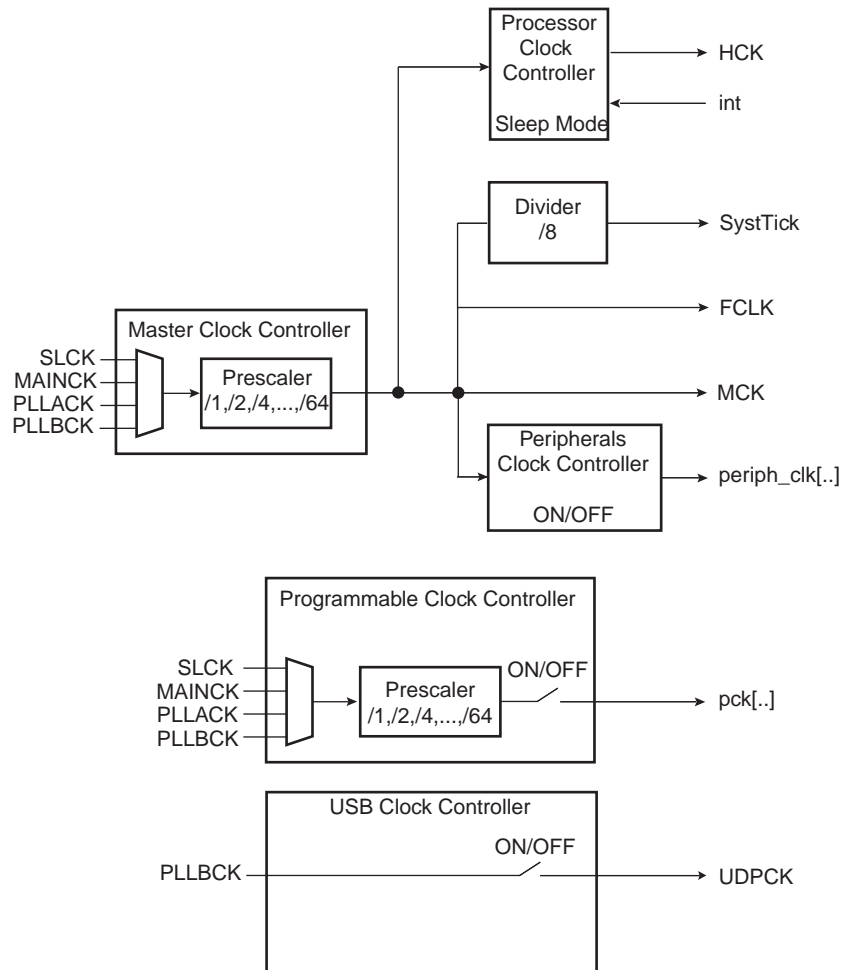 Processor
Clock
Controller
Sleep Mode
HCK
int
Divider
/8
SystTick
FCLK
Master Clock Controller
SLCK
MAINCK
PLLACK
PLLBCK
Prescaler
/1,/2,/4,...,/64
MCK
Peripherals
Clock Controller
ON/OFF
periph_clk[..]
Programmable Clock Controller
SLCK
MAINCK
PLLACK
PLLBCK
Prescaler
/1,/2,/4,...,/64
ON/OFF
pck[..]
USB Clock Controller
PLLBCK
ON/OFF
UDPCK